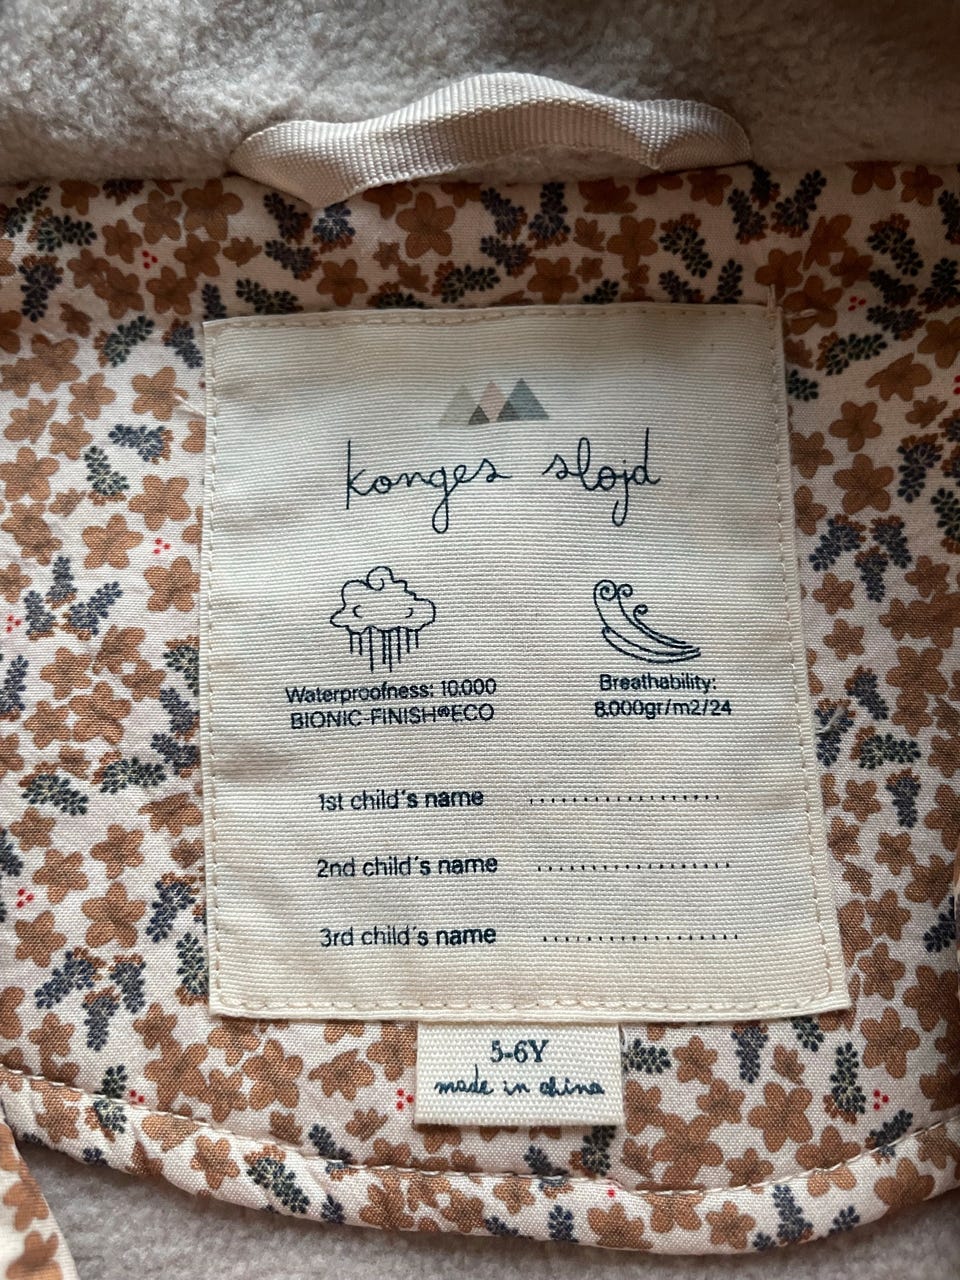 konges sløjd
Waterproofness: 10.000
BIONIC-FINISH®ECO
Breathability:
8.000gr/m2/24
1st child's name ...................
2nd child's name ...................
3rd child's name ...................
5-6Y
made in china